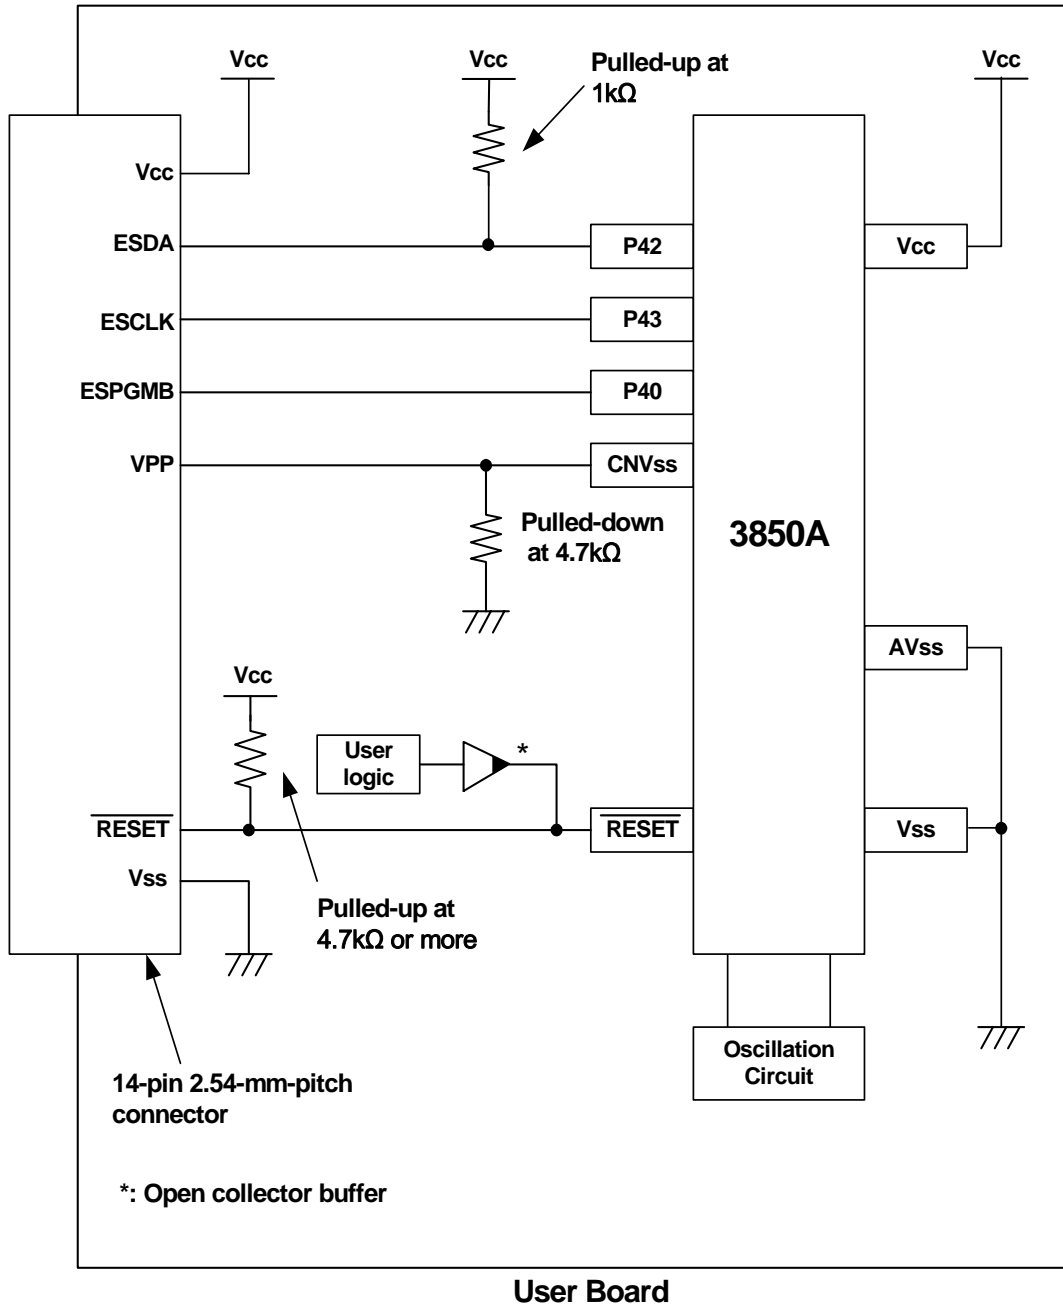 Vcc
Vcc
Pulled-up at
1kΩ
Vcc
Vcc
ESDA
P42
Vcc
ESCLK
P43
ESPGMB
P40
VPP
CNVss
Pulled-down
at 4.7kΩ
3850A
AVss
Vcc
User
logic
*
RESET
RESET
Vss
Vss
Pulled-up at
4.7kΩ or more
Oscillation
Circuit
14-pin 2.54-mm-pitch
connector
*: Open collector buffer
User Board